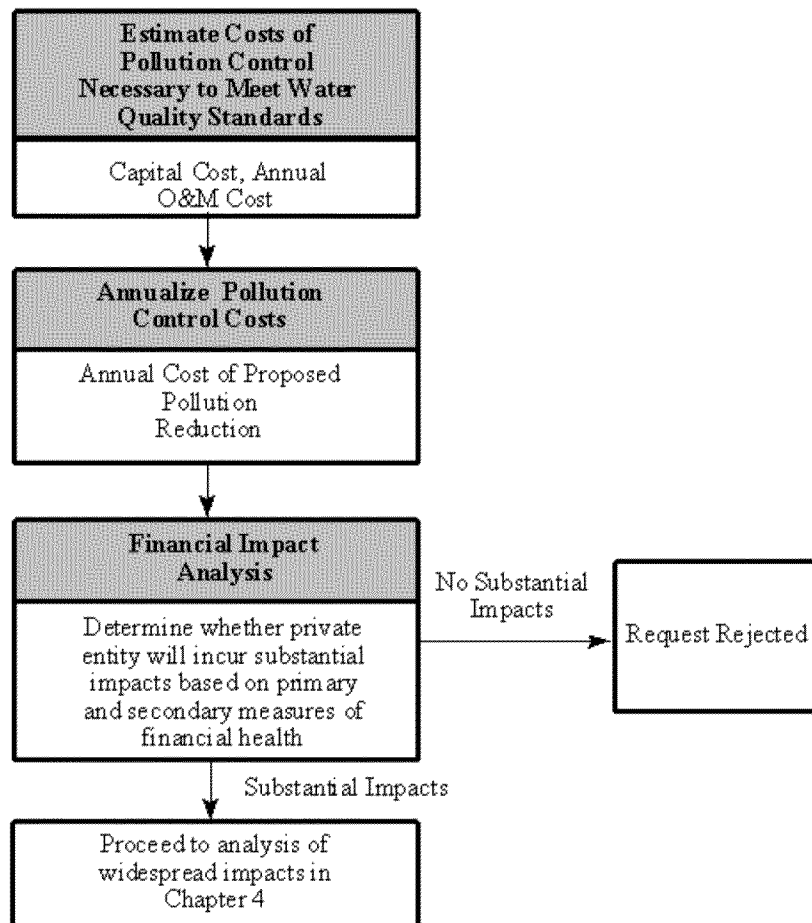 Estimate Costs of
Pollution Control
Necessary to Meet Water
Quality Standards
Capital Cost, Annual
O&M Cost
Annualize Pollution
Control Costs
Annual Cost of Proposed
Pollution
Reduction
Financial Impact
Analysis
Determine whether private
entity will incur substantial
impacts based on primary
and secondary measures of
financial health
No Substantial
Impacts
Request Rejected
Substantial Impacts
Proceed to analysis of
widespread impacts in
Chapter 4